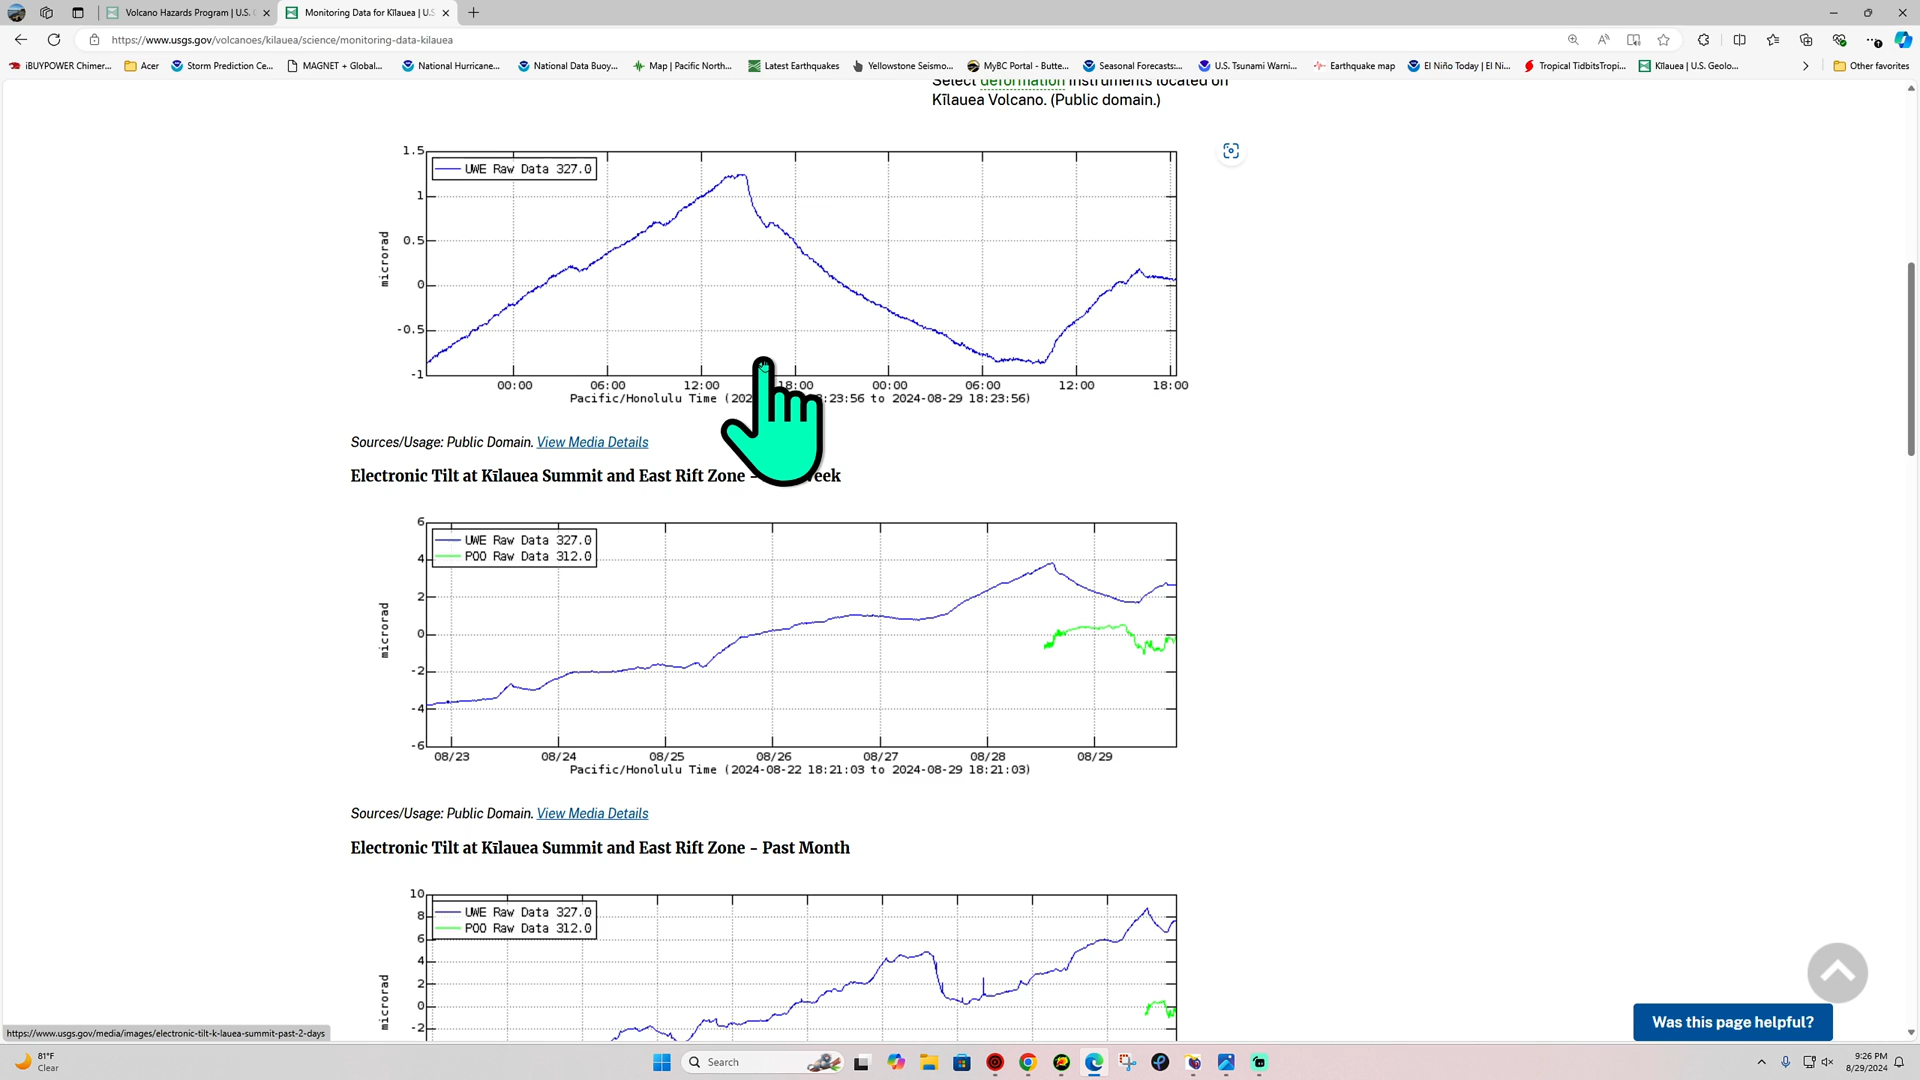 Volcano Hazards Program | U.S. G
Monitoring Data for Kīlauea | U.S.
https://www.usgs.gov/volcanoes/kilauea/science/monitoring-data-kilauea
iBUYPOWER Chimer... Acer Storm Prediction Ce... MAGNET + Global... National Hurricane... National Data Buoy... Map | Pacific North... Latest Earthquakes Yellowstone Seismo... MyBC Portal - Butte... Seasonal Forecasts:... U.S. Tsunami Warni... Earthquake map El Niño Today | El Ni... Tropical TidbitsTropi... Kīlauea | U.S. Geolo... Other favorites
Select deformation instruments located on
Kīlauea Volcano. (Public domain.)
UWE Raw Data 327.0
microrad
1.5
1
0.5
0
-0.5
-1
00:00 06:00 12:00 18:00 00:00 06:00 12:00 18:00
Pacific/Honolulu Time (202 :23:56 to 2024-08-29 18:23:56)
Sources/Usage: Public Domain. View Media Details
Electronic Tilt at Kīlauea Summit and East Rift Zone - eek
UWE Raw Data 327.0
POO Raw Data 312.0
microrad
6
4
2
0
-2
-4
-6
08/23 08/24 08/25 08/26 08/27 08/28 08/29
Pacific/Honolulu Time (2024-08-22 18:21:03 to 2024-08-29 18:21:03)
Sources/Usage: Public Domain. View Media Details
Electronic Tilt at Kīlauea Summit and East Rift Zone - Past Month
UWE Raw Data 327.0
POO Raw Data 312.0
microrad
10
8
6
4
2
0
-2
Was this page helpful?
https://www.usgs.gov/media/images/electronic-tilt-k-lauea-summit-past-2-days
81°F
Clear
Search
9:26 PM
8/29/2024